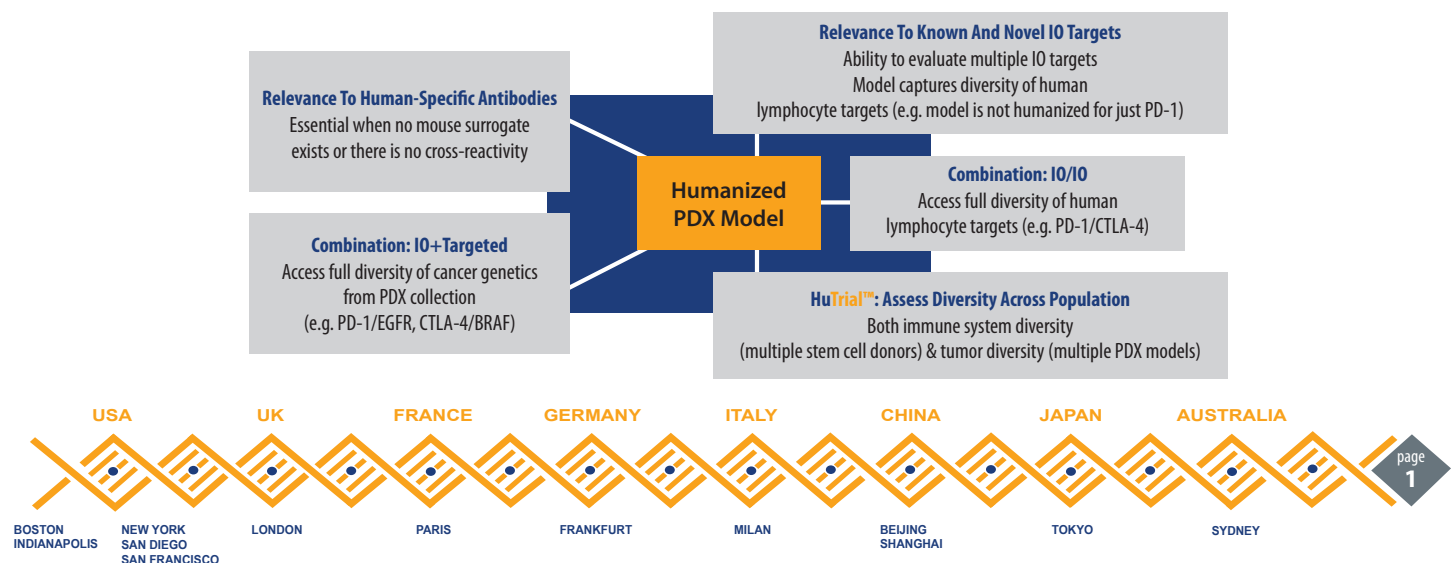 Relevance To Human-Specific Antibodies
Essential when no mouse surrogate
exists or there is no cross-reactivity
Relevance To Known And Novel IO Targets
Ability to evaluate multiple IO targets
Model captures diversity of human
lymphocyte targets (e.g. model is not humanized for just PD-1)
Humanized
PDX Model
Combination: IO/IO
Access full diversity of human
lymphocyte targets (e.g. PD-1/CTLA-4)
Combination: IO+Targeted
Access full diversity of cancer genetics
from PDX collection
(e.g. PD-1/EGFR, CTLA-4/BRAF)
HuTrial™: Assess Diversity Across Population
Both immune system diversity
(multiple stem cell donors) & tumor diversity (multiple PDX models)
USA
UK
FRANCE
GERMANY
ITALY
CHINA
JAPAN
AUSTRALIA
page
1
BOSTON
INDIANAPOLIS
NEW YORK
SAN DIEGO
SAN FRANCISCO
LONDON
PARIS
FRANKFURT
MILAN
BEIJING
SHANGHAI
TOKYO
SYDNEY